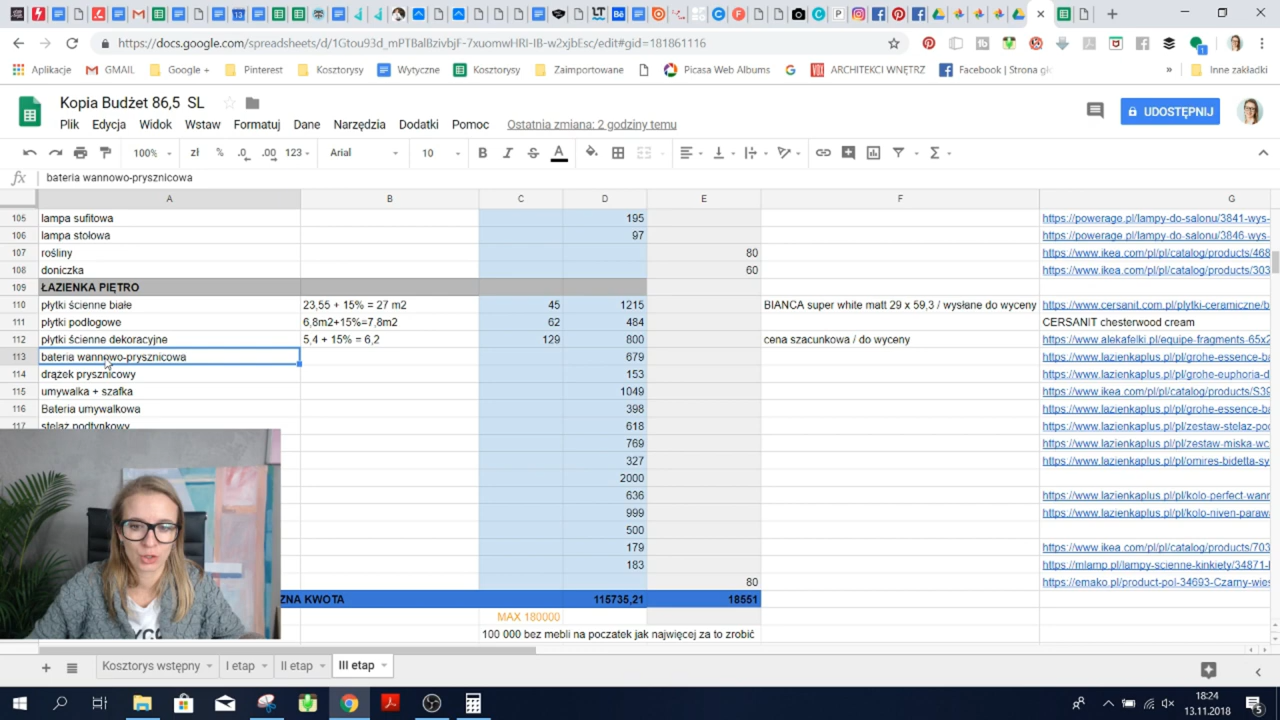 https://docs.google.com/spreadsheets/d/1Gtou93d_mPTBalBzivbjF-7xuomwHRI-IB-w2xjbEsc/edit#gid=181861116
Aplikacje GMAIL Google + Pinterest Kosztorysy Wytyczne Kosztorysy Zaimportowane Picasa Web Albums ARCHITEKCI WNĘTRZ Facebook | Strona gł » Inne zakładki
Kopia Budżet 86,5 SL
UDOSTĘPNIJ
Plik Edycja Widok Wstaw Formatuj Dane Narzędzia Dodatki Pomoc Ostatnia zmiana: 2 godziny temu
100% zł % .0 .00 123 Arial 10 B I S A
fx bateria wannowo-prysznicowa
A B C D E F G
105 lampa sufitowa 195 https://powerage.pl/lampy-do-salonu/3841-wys-
106 lampa stołowa 97 https://powerage.pl/lampy-do-salonu/3846-wys-
107 rośliny 80 https://www.ikea.com/pl/pl/catalog/products/468
108 doniczka 60 https://www.ikea.com/pl/pl/catalog/products/303
109 ŁAZIENKA PIĘTRO
110 płytki ścienne białe 23,55 + 15% = 27 m2 45 1215 BIANCA super white matt 29 x 59,3 / wysłane do wyceny https://www.cersanit.com.pl/plytki-ceramiczne/b
111 płytki podłogowe 6,8m2+15%=7,8m2 62 484 CERSANIT chesterwood cream
112 płytki ścienne dekoracyjne 5,4 + 15% = 6,2 129 800 cena szacunkowa / do wyceny https://www.alekafelki.pl/equipe-fragments-65x2
113 bateria wannowo-prysznicowa 679 https://www.lazienkaplus.pl/pl/grohe-essence-ba
114 drążek prysznicowy 153 https://www.lazienkaplus.pl/pl/grohe-euphoria-d
115 umywalka + szafka 1049 https://www.ikea.com/pl/pl/catalog/products/S39
116 Bateria umywalkowa 398 https://www.lazienkaplus.pl/pl/grohe-essence-ba
117 stelaż podtynkowy 618 https://www.lazienkaplus.pl/pl/zestaw-stelaz-pod
769 https://www.lazienkaplus.pl/pl/zestaw-miska-wc
327 https://www.lazienkaplus.pl/pl/omires-bidetta-sy
2000
636 https://www.lazienkaplus.pl/pl/kolo-perfect-wann
999 https://www.lazienkaplus.pl/pl/kolo-niven-paraw
500
179 https://www.ikea.com/pl/pl/catalog/products/703
183 https://mlamp.pl/lampy-scienne-kinkiety/34871-k
80 https://emako.pl/product-pol-34693-Czarny-wies
ZNA KWOTA 115735,21 18551
MAX 180000
100 000 bez mebli na poczatek jak najwięcej za to zrobić
Kosztorys wstępny I etap II etap III etap
18:24
13.11.2018